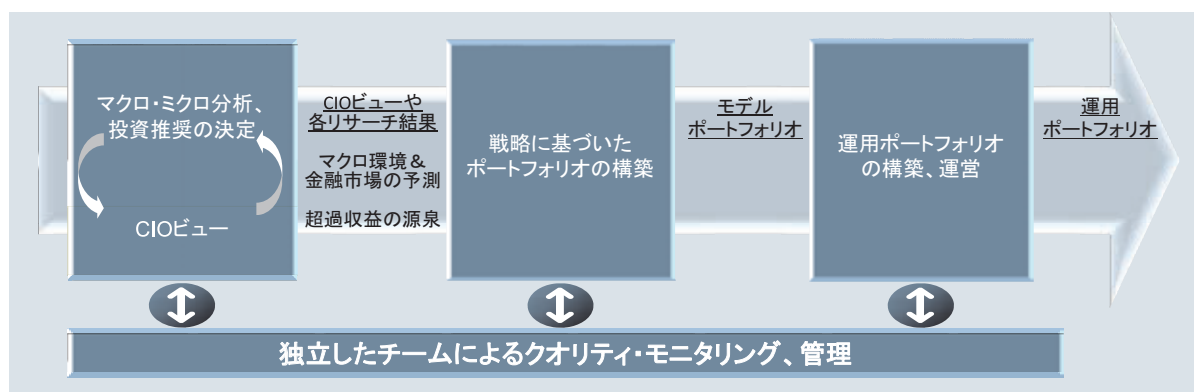 マクロ・ミクロ分析、
投資推奨の決定
CIOビュー
CIOビューや
各リサーチ結果
マクロ環境＆
金融市場の予測
超過収益の源泉
戦略に基づいた
ポートフォリオの構築
モデル
ポートフォリオ
運用ポートフォリオ
の構築、運営
運用
ポートフォリオ
独立したチームによるクオリティ・モニタリング、管理